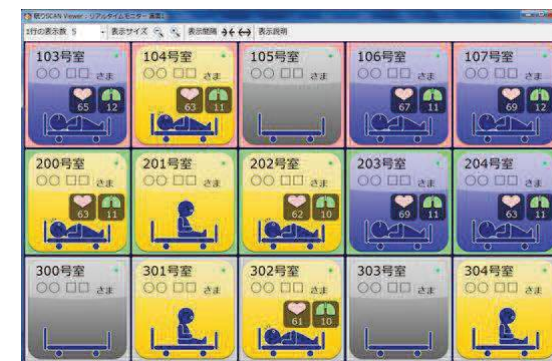 眠りSCAN Viewer:リアルタイムモニター 画面1
1行の表示数 5 表示サイズ 表示間隔 表示説明
103号室 104号室 105号室 106号室 107号室
○○ □□ さま ○○ □□ さま ○○ □□ さま ○○ □□ さま ○○ □□ さま
65 12 63 11 67 11 69 12
200号室 201号室 202号室 203号室 204号室
○○ □□ さま ○○ □□ さま ○○ □□ さま ○○ □□ さま ○○ □□ さま
63 11 62 10 69 11 63 11
300号室 301号室 302号室 303号室 304号室
○○ □□ さま ○○ □□ さま ○○ □□ さま ○○ □□ さま ○○ □□ さま
61 10